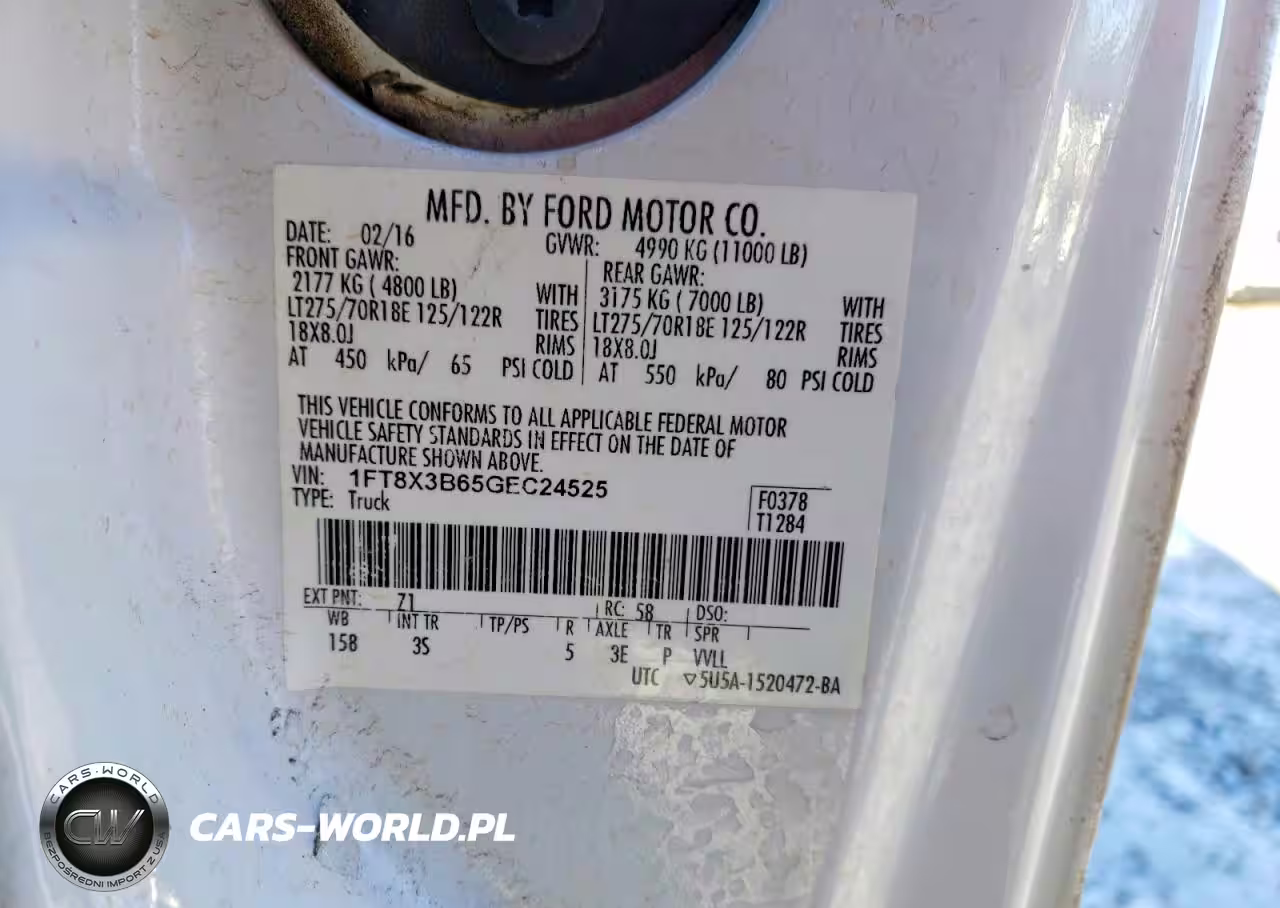 MFD. BY FORD MOTOR CO.
DATE: 02/16 GVWR: 4990 KG (11000 LB)
FRONT GAWR: REAR GAWR:
2177 KG ( 4800 LB) WITH 3175 KG ( 7000 LB) WITH
LT275/70R18E 125/122R TIRES LT275/70R18E 125/122R TIRES
18X8.0J RIMS 18X8.0J RIMS
AT 450 kPa/ 65 PSI COLD AT 550 kPa/ 80 PSI COLD
THIS VEHICLE CONFORMS TO ALL APPLICABLE FEDERAL MOTOR
VEHICLE SAFETY STANDARDS IN EFFECT ON THE DATE OF
MANUFACTURE SHOWN ABOVE.
VIN: 1FT8X3B65GEC24525
TYPE: Truck
F0378
T1284
EXT PNT: Z1 RC: 58 DSO:
WB INT TR TP/PS R AXLE TR SPR
158 3S 5 3E P VVLL
UTC ▽5U5A-1520472-BA
CARS-WORLD
CW
BEZPOŚREDNI IMPORT Z USA
CARS-WORLD.PL